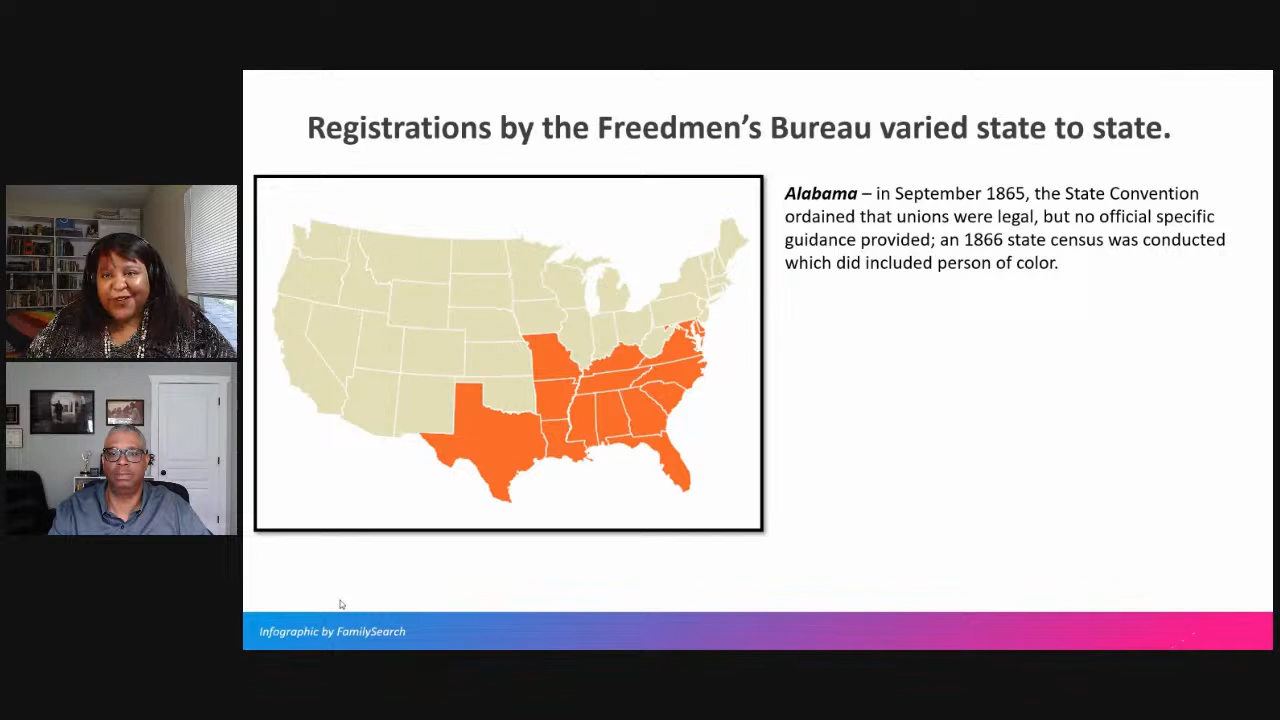 Registrations by the Freedmen’s Bureau varied state to state.
Alabama – in September 1865, the State Convention
ordained that unions were legal, but no official specific
guidance provided; an 1866 state census was conducted
which did included person of color.
Infographic by FamilySearch